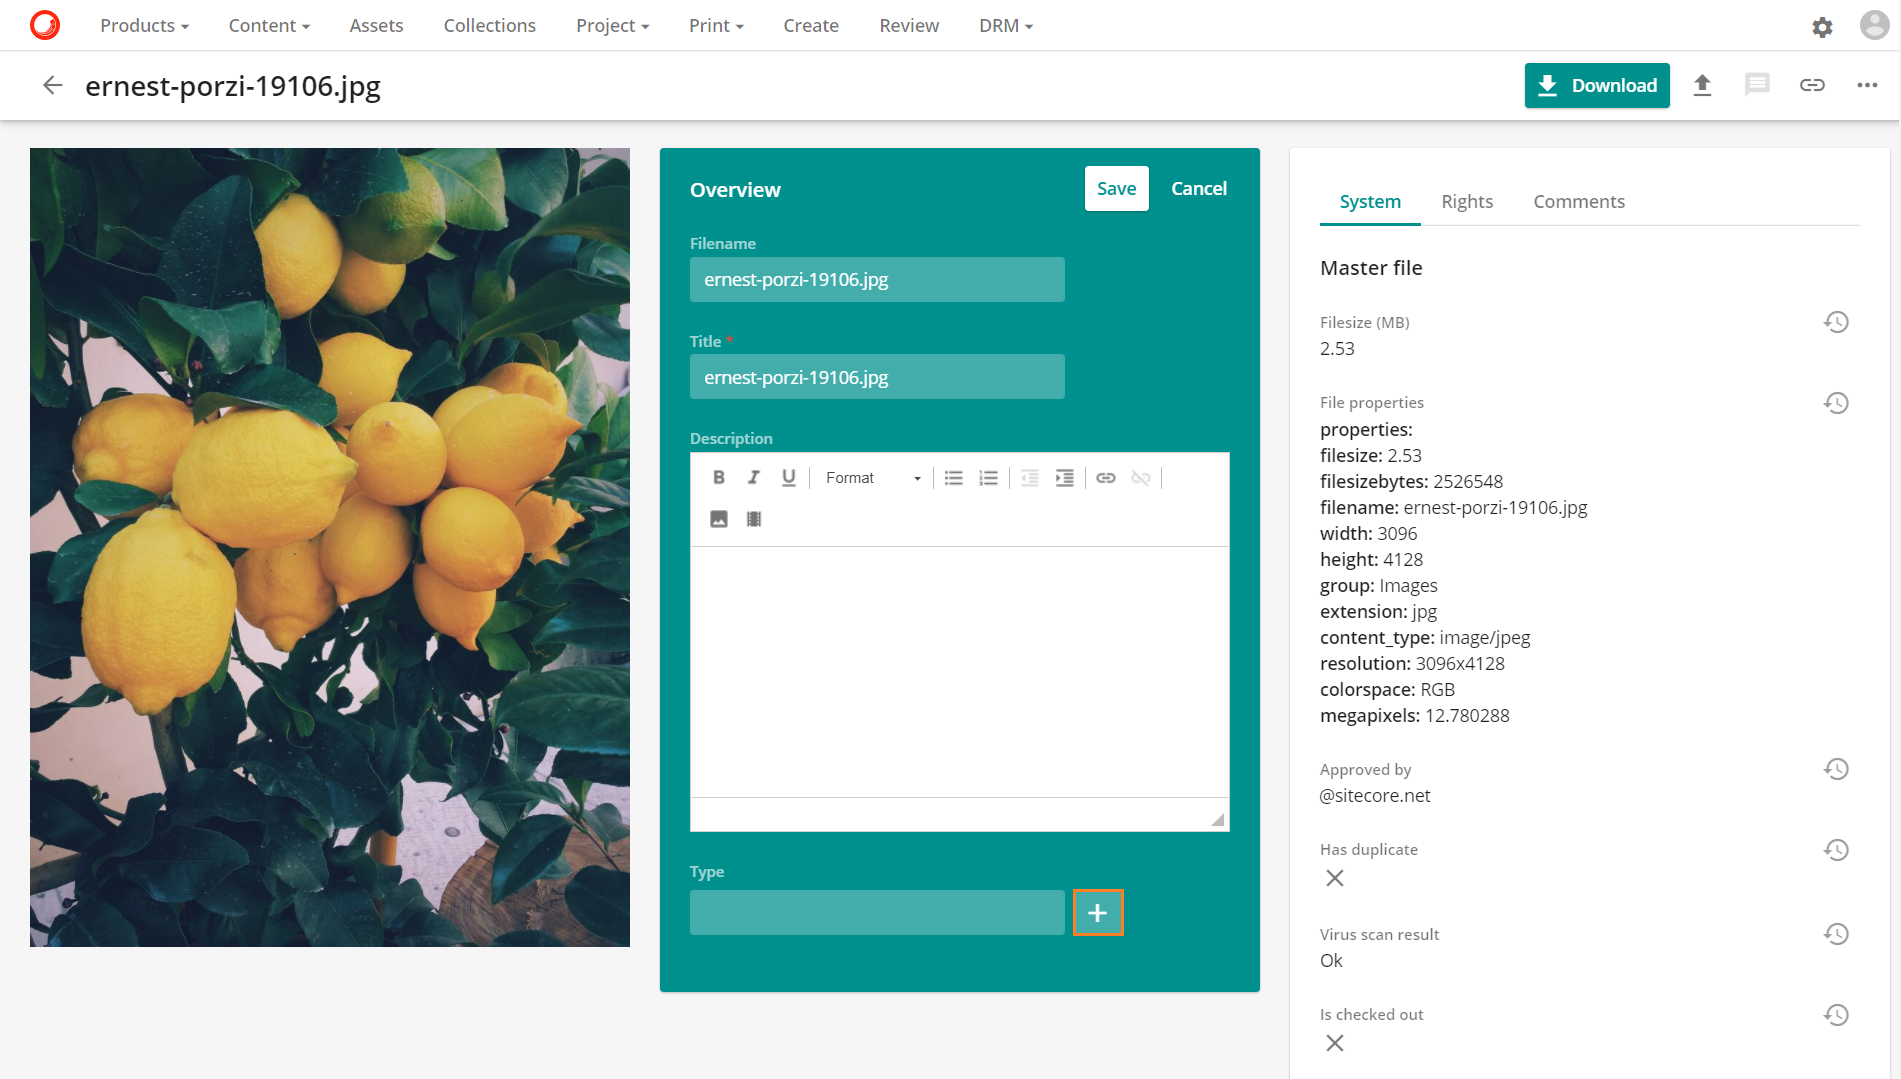 Products
Content
Assets
Collections
Project
Print
Create
Review
DRM
ernest-porzi-19106.jpg
Download
Overview
Save
Cancel
Filename
ernest-porzi-19106.jpg
Title *
ernest-porzi-19106.jpg
Description
B I U Format
Type
System
Rights
Comments
Master file
Filesize (MB)
2.53
File properties
properties:
filesize: 2.53
filesizebytes: 2526548
filename: ernest-porzi-19106.jpg
width: 3096
height: 4128
group: Images
extension: jpg
content_type: image/jpeg
resolution: 3096x4128
colorspace: RGB
megapixels: 12.780288
Approved by
@sitecore.net
Has duplicate
Virus scan result
Ok
Is checked out